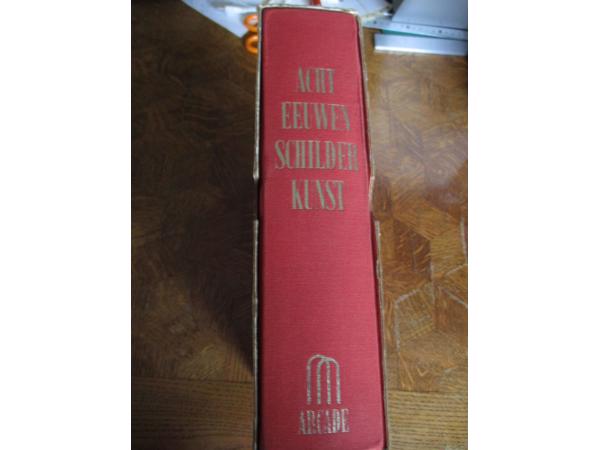 ACHT
EEUWEN
SCHILDER
KUNST
ARCADE